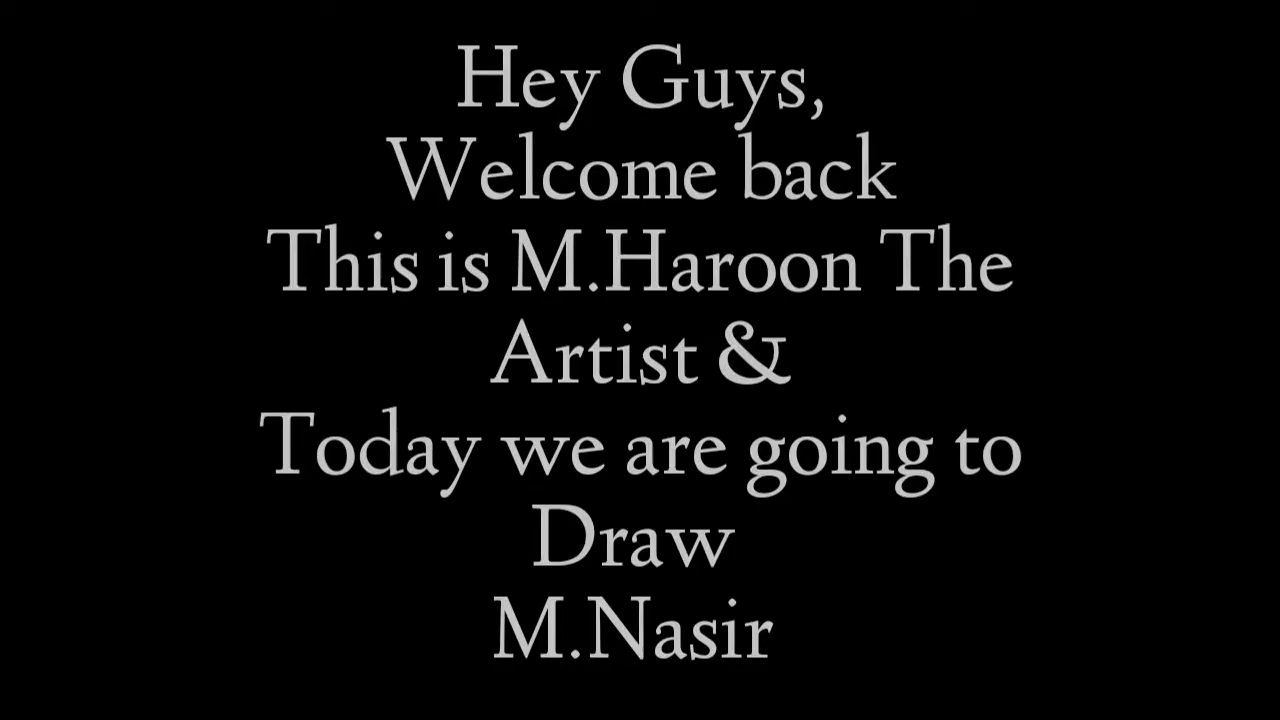 Hey Guys,
Welcome back
This is M.Haroon The
Artist &
Today we are going to
Draw
M.Nasir